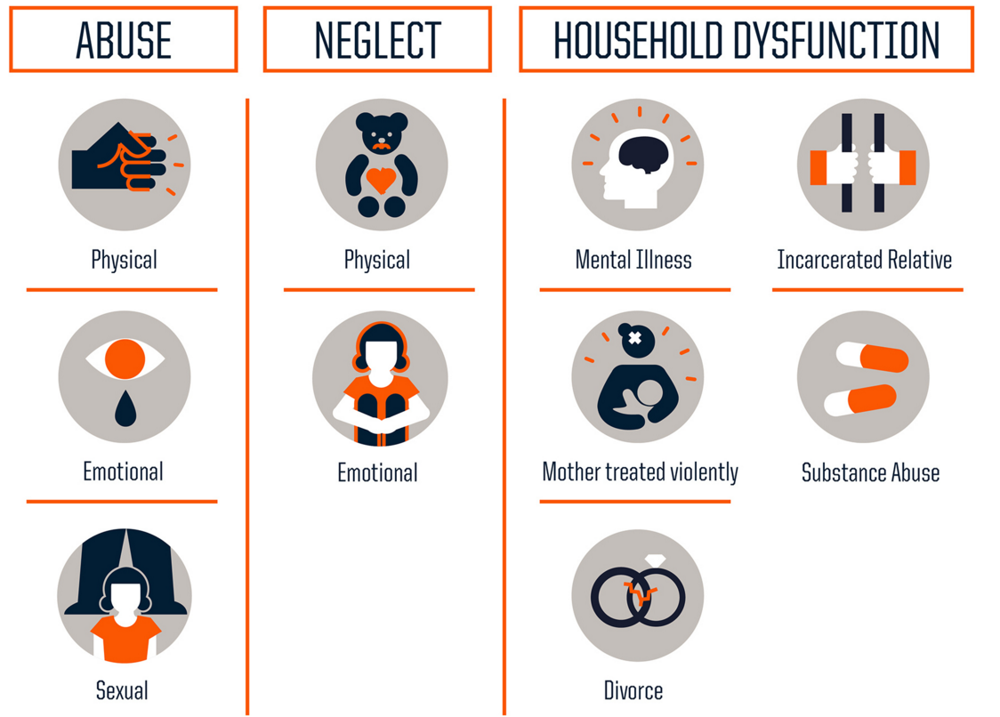 ABUSE
Physical
Emotional
Sexual
NEGLECT
Physical
Emotional
HOUSEHOLD DYSFUNCTION
Mental Illness
Incarcerated Relative
Mother treated violently
Substance Abuse
Divorce